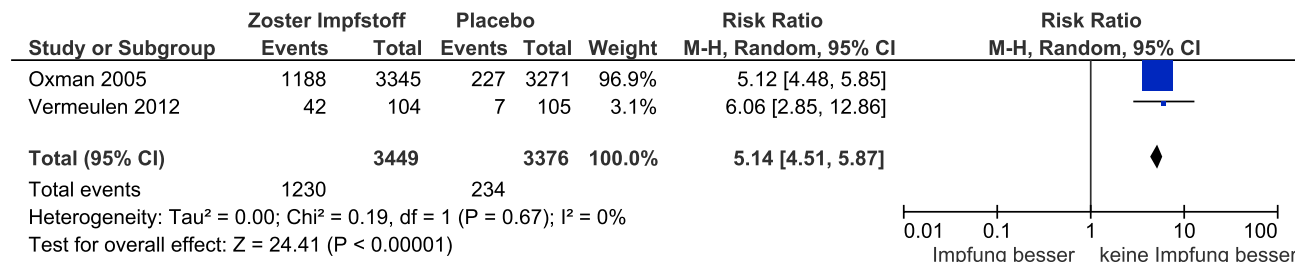 Zoster Impfstoff Placebo Risk Ratio Risk Ratio
Study or Subgroup Events Total Events Total Weight M-H, Random, 95% CI M-H, Random, 95% CI
Oxman 2005 1188 3345 227 3271 96.9% 5.12 [4.48, 5.85]
Vermeulen 2012 42 104 7 105 3.1% 6.06 [2.85, 12.86]
Total (95% CI) 3449 3376 100.0% 5.14 [4.51, 5.87]
Total events 1230 234
Heterogeneity: Tau² = 0.00; Chi² = 0.19, df = 1 (P = 0.67); I² = 0%
Test for overall effect: Z = 24.41 (P < 0.00001)
0.01 0.1 1 10 100
Impfung besser keine Impfung besser